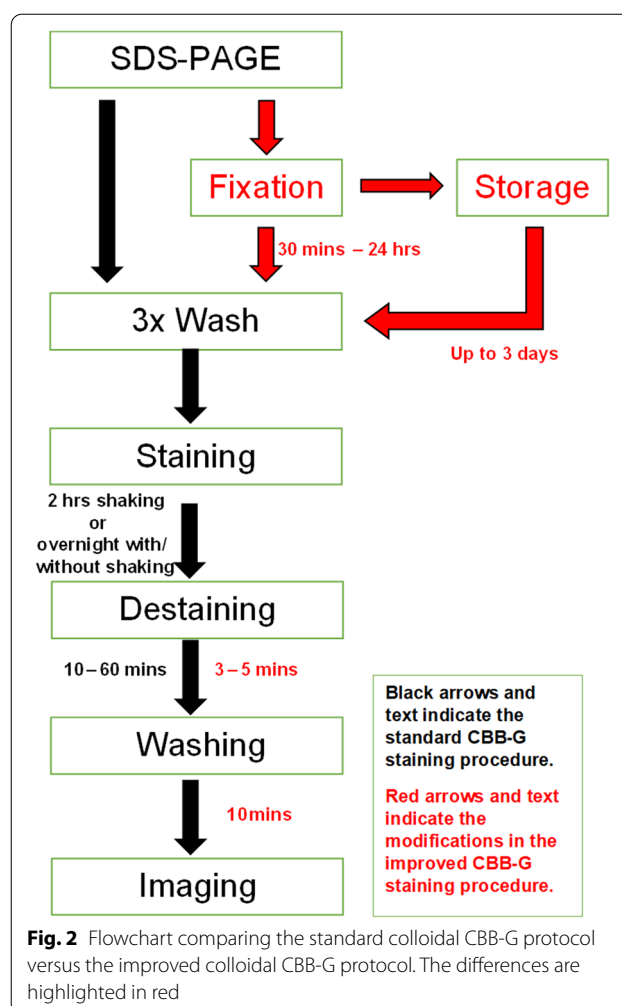 SDS-PAGE
Fixation
Storage
30 mins – 24 hrs
3x Wash
Up to 3 days
Staining
2 hrs shaking
or
overnight with/
without shaking
Destaining
10–60 mins
3–5 mins
Washing
10mins
Imaging
Black arrows and
text indicate the
standard CBB-G
staining procedure.
Red arrows and text
indicate the
modifications in the
improved CBB-G
staining procedure.
Fig. 2 Flowchart comparing the standard colloidal CBB-G protocol
versus the improved colloidal CBB-G protocol. The differences are
highlighted in red